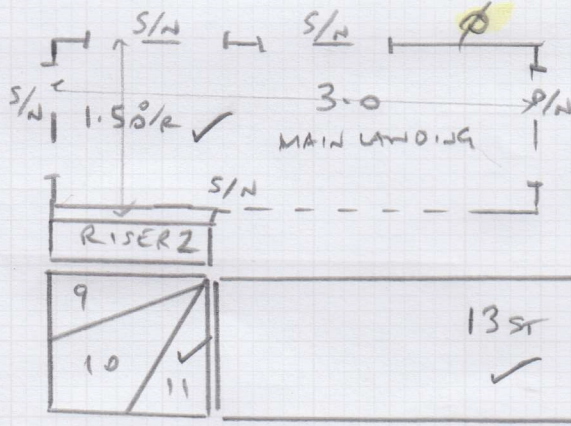 S/N S/N Ø
S/N 1.50/R 3.0 P/N
MAIN LANDING
S/N
RISER 2
9
10
11
13 ST